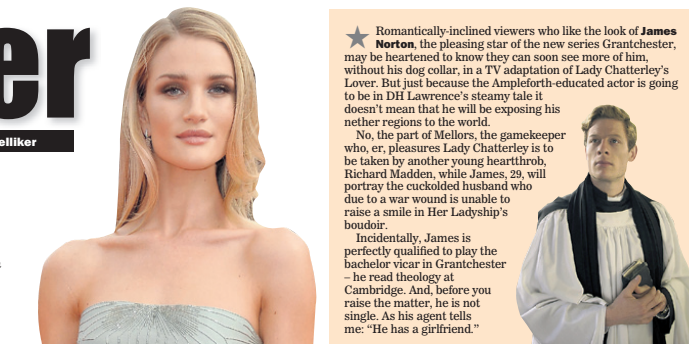 er
elliker
Romantically-inclined viewers who like the look of James
Norton, the pleasing star of the new series Grantchester,
may be heartened to know they can soon see more of him,
without his dog collar, in a TV adaptation of Lady Chatterley's
Lover. But just because the Ampleforth-educated actor is going
to be in DH Lawrence's steamy tale it
doesn't mean that he will be exposing his
nether regions to the world.
No, the part of Mellors, the gamekeeper
who, er, pleasures Lady Chatterley is to
be taken by another young heartthrob,
Richard Madden, while James, 29, will
portray the cuckolded husband who
due to a war wound is unable to
raise a smile in Her Ladyship's
boudoir.
Incidentally, James is
perfectly qualified to play the
bachelor vicar in Grantchester
– he read theology at
Cambridge. And, before you
raise the matter, he is not
single. As his agent tells
me: “He has a girlfriend.”